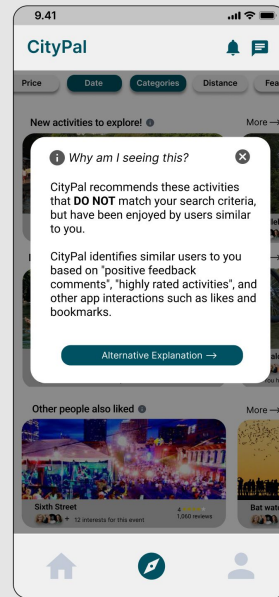 9.41
CityPal
Price Date Categories Distance Fea
New activities to explore! More →
Why am I seeing this?
CityPal recommends these activities
that DO NOT match your search criteria,
but have been enjoyed by users similar
to you.
CityPal identifies similar users to you
based on "positive feedback
comments", "highly rated activities", and
other app interactions such as likes and
bookmarks.
Alternative Explanation →
Other people also liked More →
Sixth Street
+ 12 interests for this event
4
1,060 reviews
Bat wat